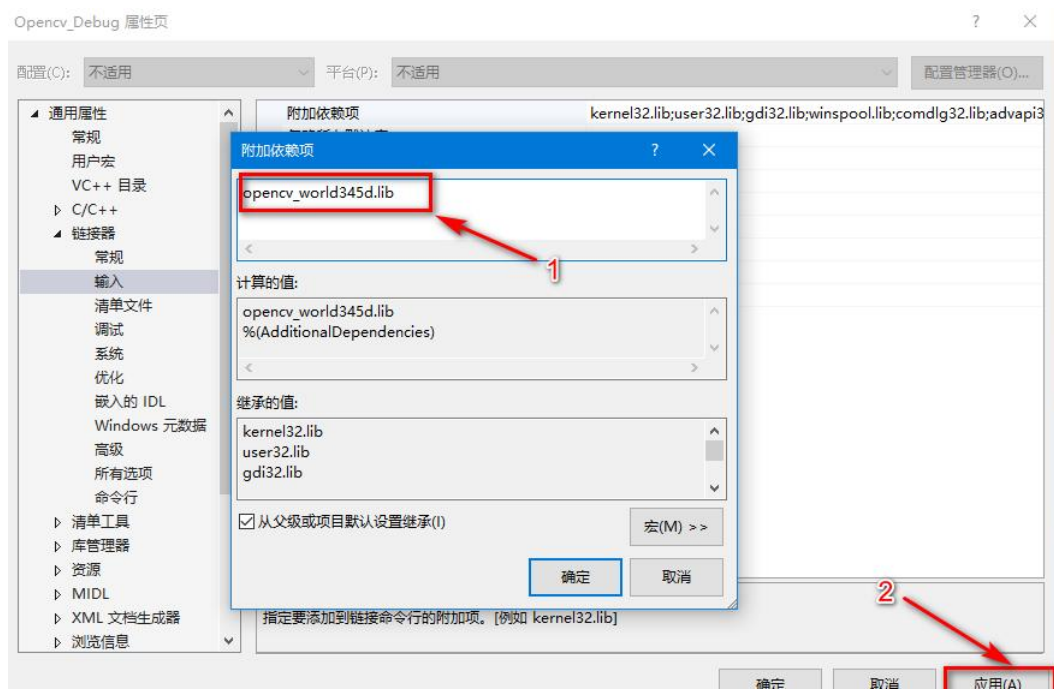 Opencv_Debug 属性页
配置(C): 不适用 平台(P): 不适用 配置管理器(O)...
通用属性
常规
用户宏
VC++ 目录
C/C++
链接器
常规
输入
清单文件
调试
系统
优化
嵌入的 IDL
Windows 元数据
高级
所有选项
命令行
清单工具
库管理器
资源
MIDL
XML 文档生成器
浏览信息
附加依赖项 kernel32.lib;user32.lib;gdi32.lib;winspool.lib;comdlg32.lib;advapi3
附加依赖项
opencv_world345d.lib
1
计算的值:
opencv_world345d.lib
%(AdditionalDependencies)
继承的值:
kernel32.lib
user32.lib
gdi32.lib
从父级或项目默认设置继承(I)
宏(M) >>
确定 取消
指定要添加到链接命令行的附加项。[例如 kernel32.lib]
2
确定 取消 应用(A)